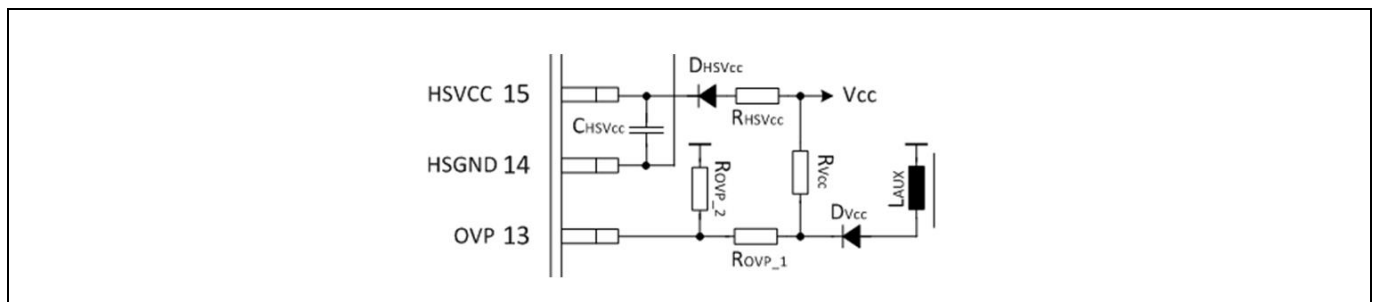 HSVCC 15
DHSVcc
Vcc
RHSVcc
CHSVcc
HSGND 14
ROVP_2
RVcc
LAUX
DVcc
OVP 13
ROVP_1